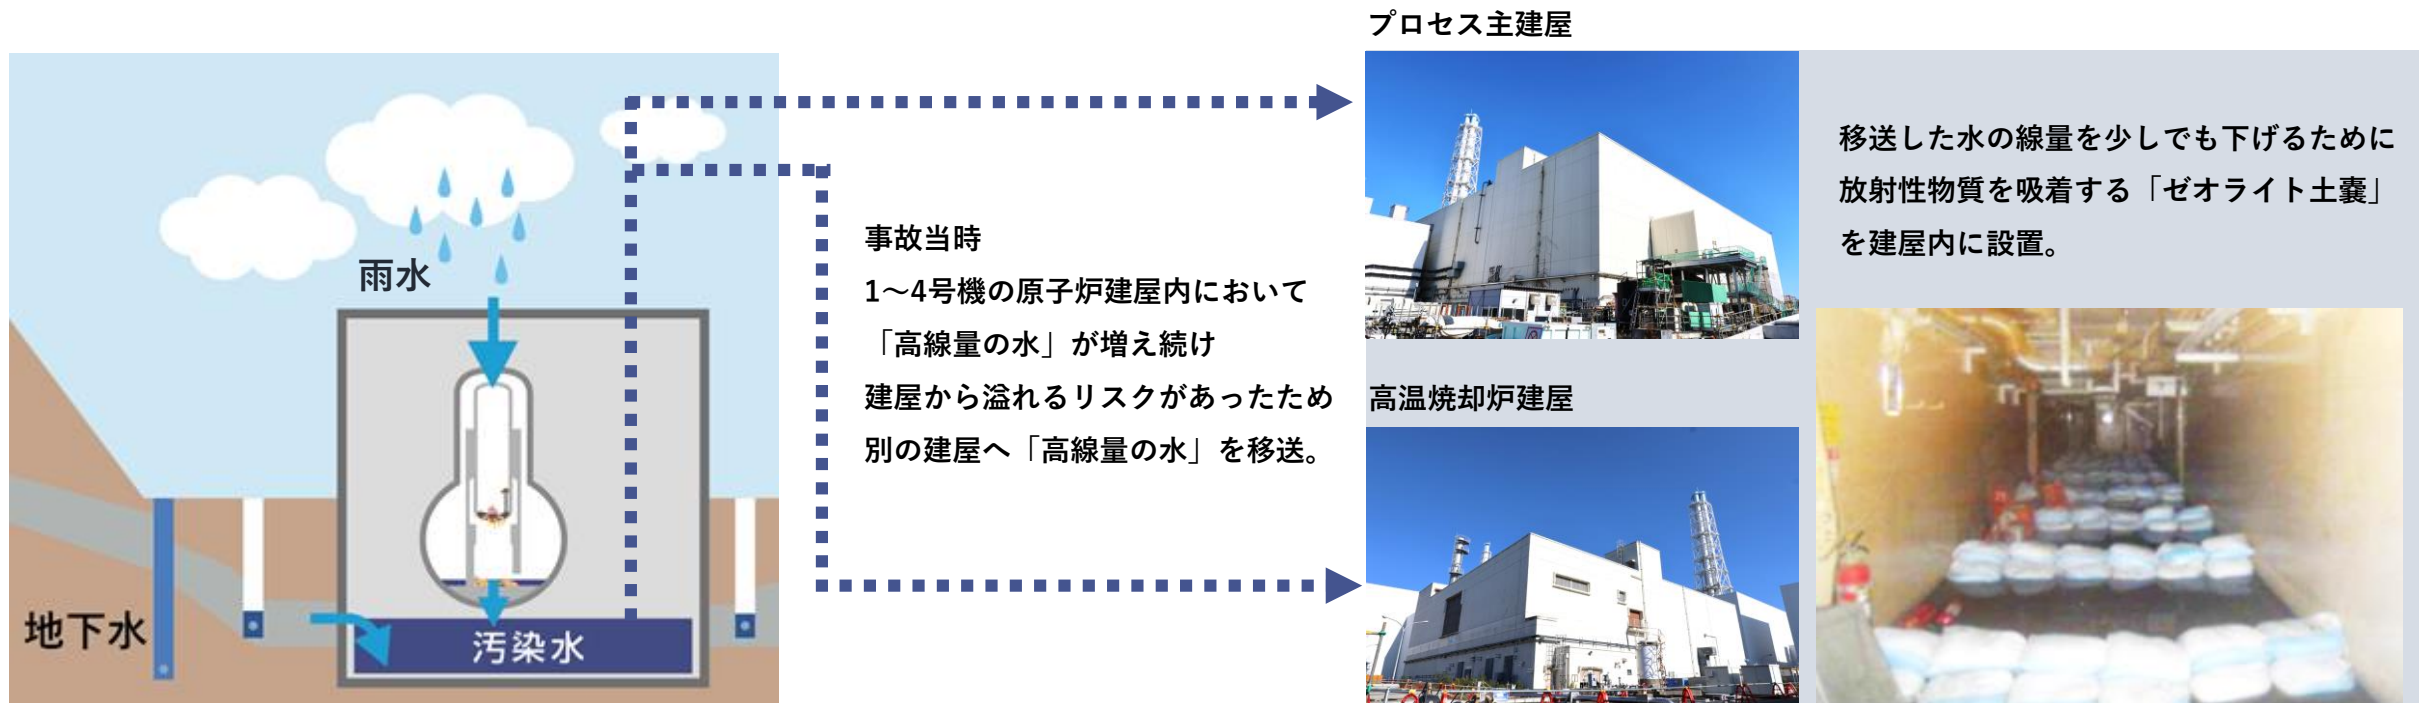 雨水
地下水
汚染水
事故当時
1〜4号機の原子炉建屋内において
「高線量の水」が増え続け
建屋から溢れるリスクがあったため
別の建屋へ「高線量の水」を移送。
プロセス主建屋
高温焼却炉建屋
移送した水の線量を少しでも下げるために
放射性物質を吸着する「ゼオライト土嚢」
を建屋内に設置。